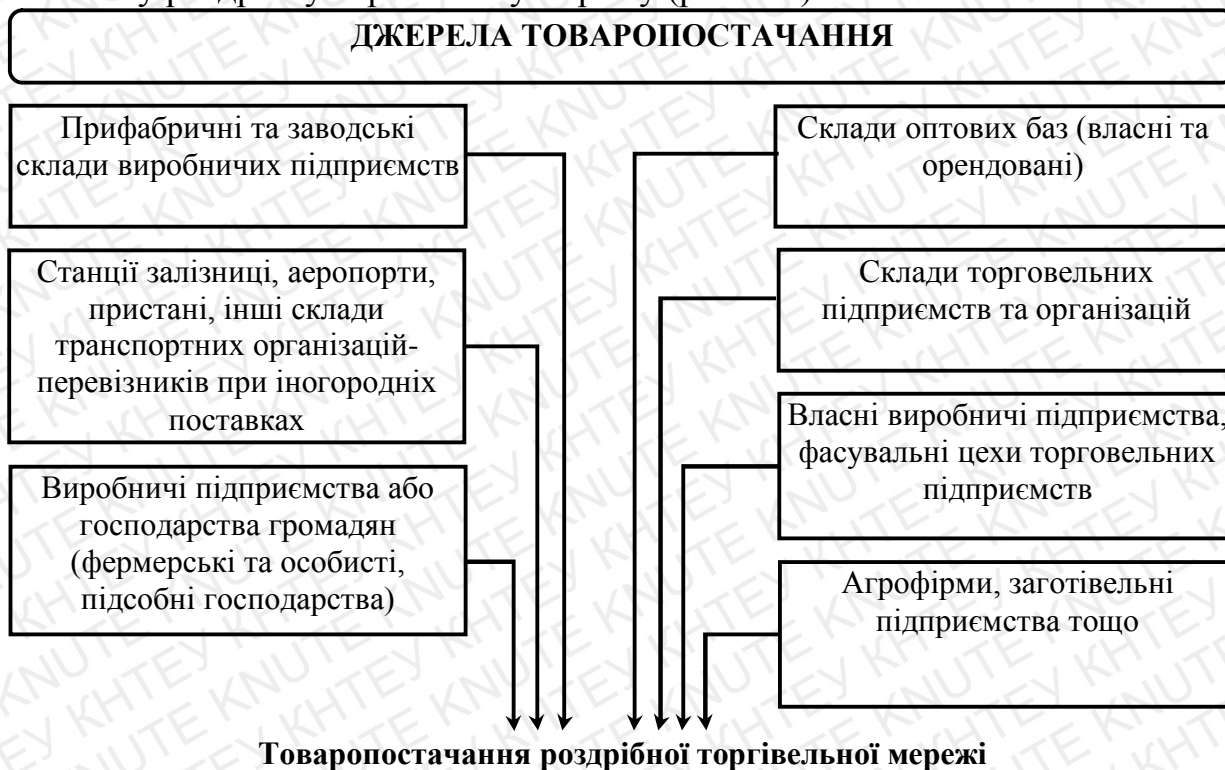 ДЖЕРЕЛА ТОВАРОПОСТАЧАННЯ
Прифабричні та заводські
склади виробничих підприємств
Станції залізниці, аеропорти,
пристані, інші склади
транспортних організацій-
перевізників при іногородніх
поставках
Виробничі підприємства або
господарства громадян
(фермерські та особисті,
підсобні господарства)
Склади оптових баз (власні та
орендовані)
Склади торговельних
підприємств та організацій
Власні виробничі підприємства,
фасувальні цехи торговельних
підприємств
Агрофірми, заготівельні
підприємства тощо
Товаропостачання роздрібної торгівельної мережі